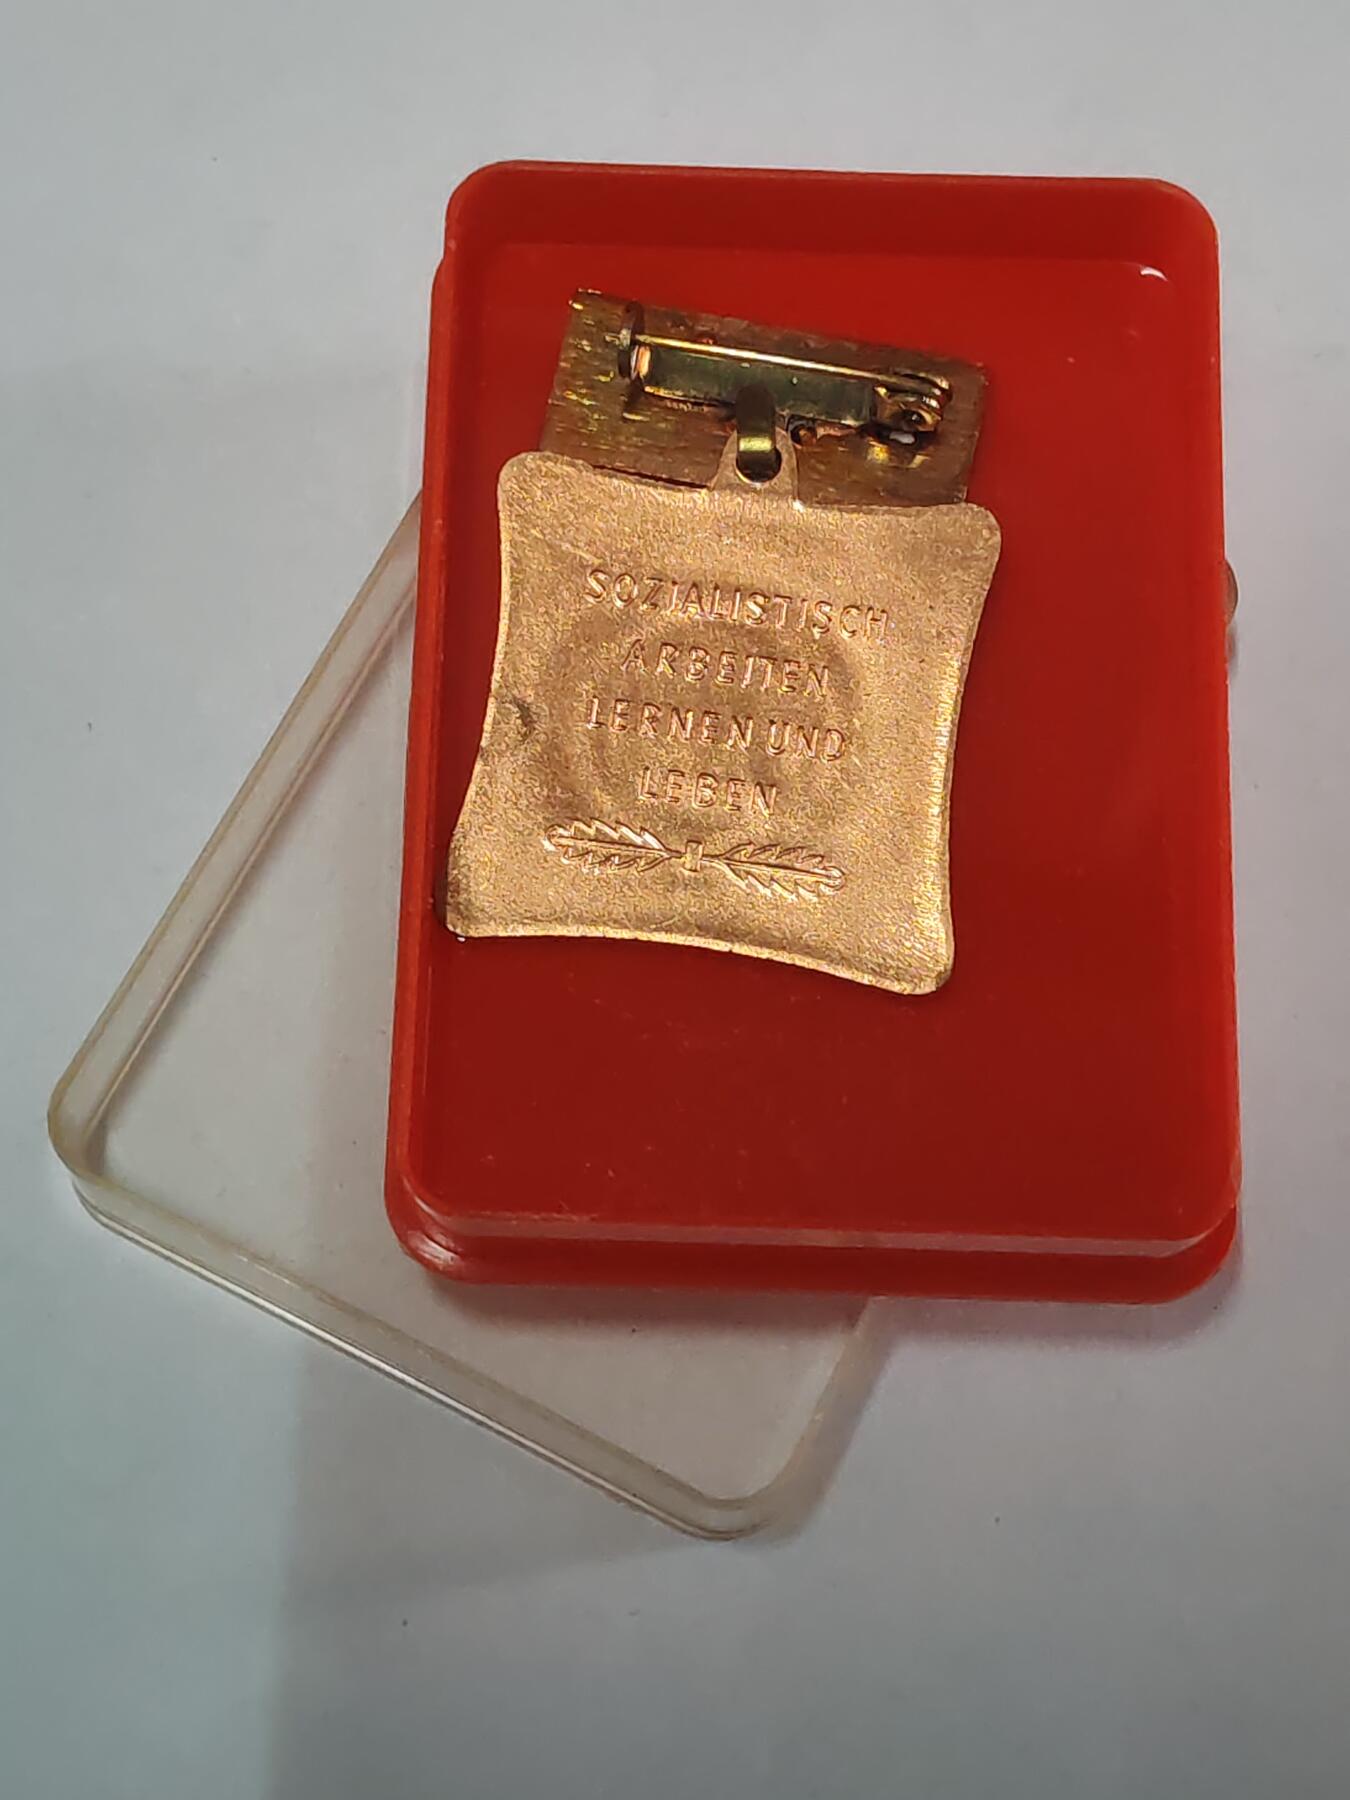 SOZIALISTISCH
ARBEITEN
LERNEN UND
LEBEN